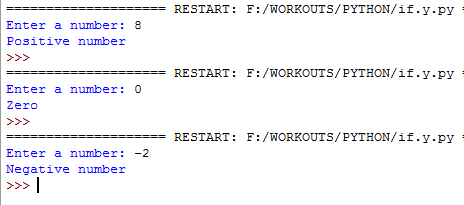 ==================== RESTART: F:/WORKOUTS/PYTHON/if.y.py =
Enter a number: 8
Positive number
>>>
==================== RESTART: F:/WORKOUTS/PYTHON/if.y.py =
Enter a number: 0
Zero
>>>
==================== RESTART: F:/WORKOUTS/PYTHON/if.y.py =
Enter a number: -2
Negative number
>>>